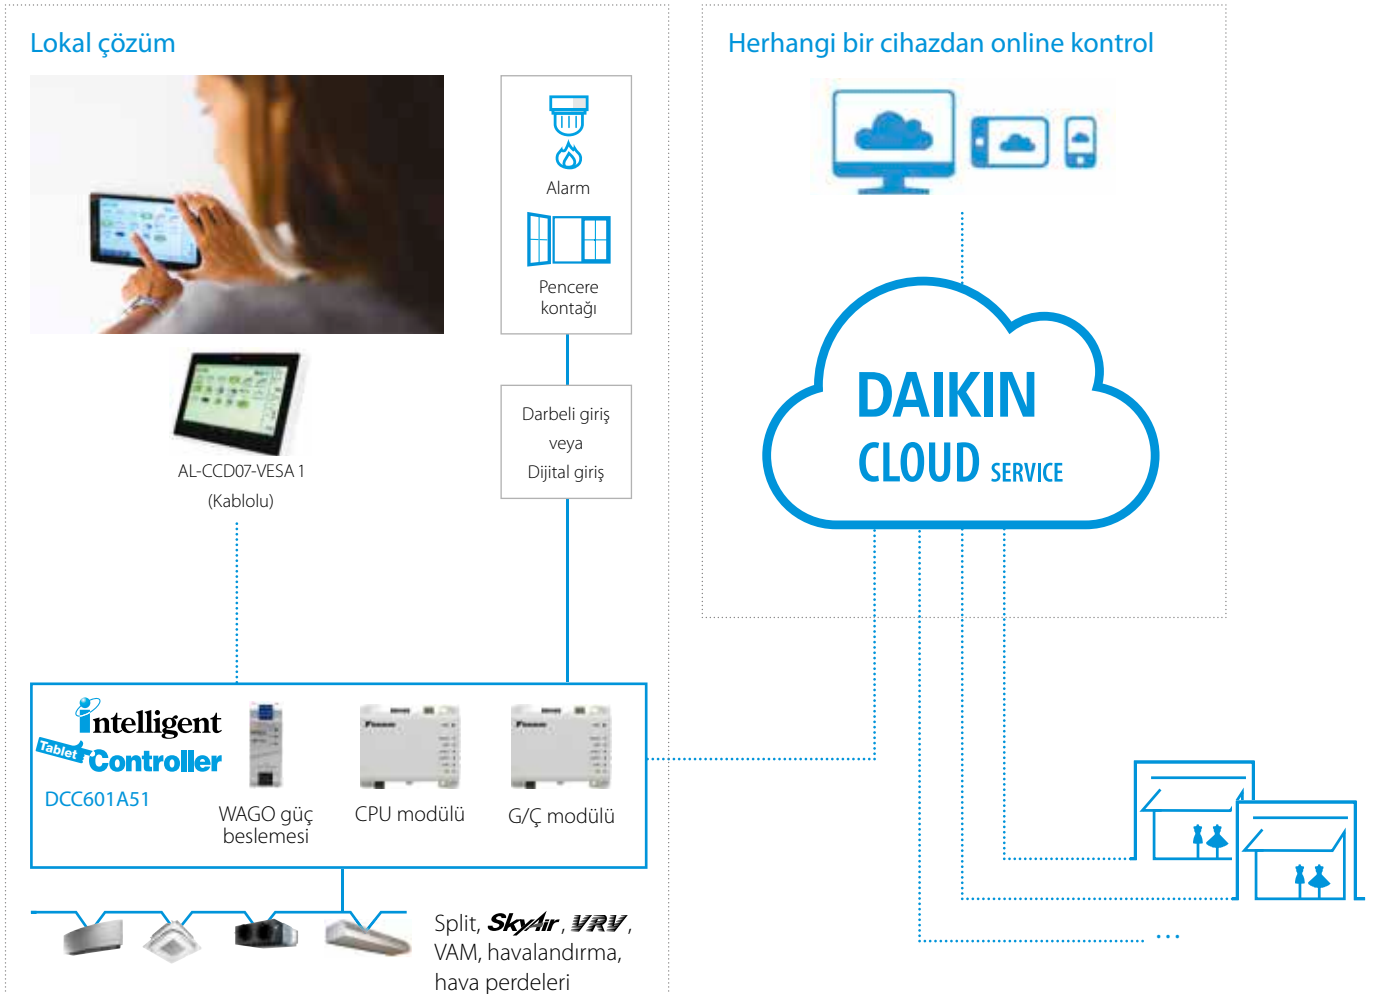 Lokal çözüm
Alarm
Pencere
kontağı
Darbeli giriş
veya
Dijital giriş
AL-CCD07-VESA 1
(Kablolu)
intelligent
Tablet Controller
DCC601A51
WAGO güç
beslemesi
CPU modülü
G/Ç modülü
Split, SkyAir, VRV,
VAM, havalandırma,
hava perdeleri
Herhangi bir cihazdan online kontrol
DAIKIN
CLOUD SERVICE
...